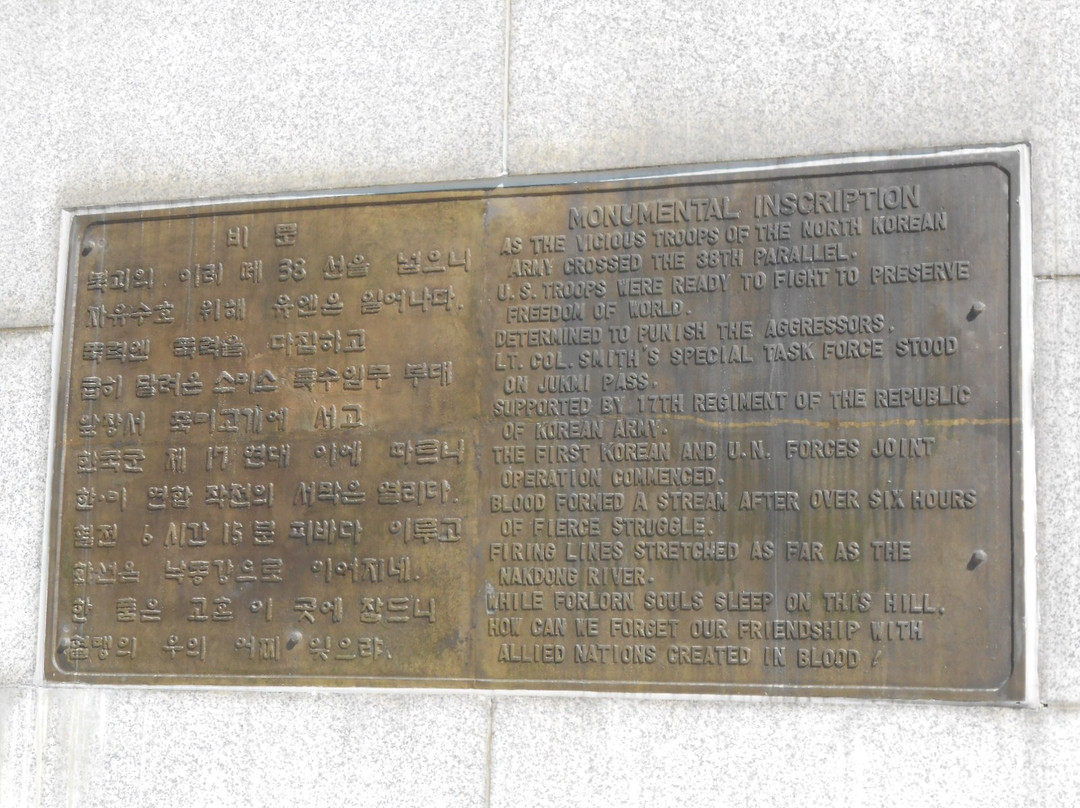 비 문
북괴의 이리 떼 38 선을 넘으니
자유수호 위해 유엔은 일어나다.
폭력엔 폭력을 마짐하고
급히 달려온 스미스 특수임무 부대
앞장서 죽미고개에 서고
한국군 제 17 연대 이에 따르니
한·미 연합 작전의 서막은 열리다.
혈전 6 시간 15 분 피바다 이루고
화선은 낙동강으로 이어지네.
한 품은 고혼 이 곳에 잠드니
혈맹의 우의 어찌 잊으랴.
MONUMENTAL INSCRIPTION
AS THE VICIOUS TROOPS OF THE NORTH KOREAN
ARMY CROSSED THE 38TH PARALLEL.
U.S. TROOPS WERE READY TO FIGHT TO PRESERVE
FREEDOM OF WORLD.
DETERMINED TO PUNISH THE AGGRESSORS.
LT. COL. SMITH'S SPECIAL TASK FORCE STOOD
ON JUKMI PASS.
SUPPORTED BY 17TH REGIMENT OF THE REPUBLIC
OF KOREAN ARMY.
THE FIRST KOREAN AND U.N. FORCES JOINT
OPERATION COMMENCED.
BLOOD FORMED A STREAM AFTER OVER SIX HOURS
OF FIERCE STRUGGLE.
FIRING LINES STRETCHED AS FAR AS THE
NAKDONG RIVER.
WHILE FORLORN SOULS SLEEP ON THIS HILL,
HOW CAN WE FORGET OUR FRIENDSHIP WITH
ALLIED NATIONS CREATED IN BLOOD!